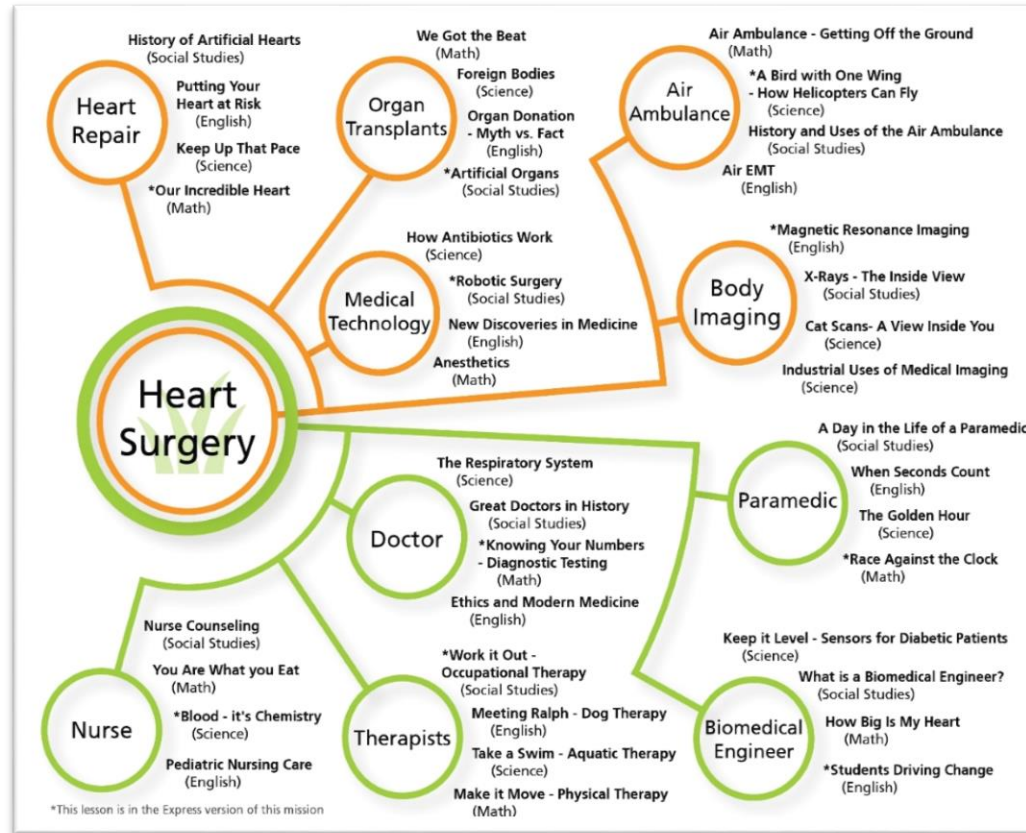 History of Artificial Hearts
(Social Studies)
Heart
Repair
Putting Your
Heart at Risk
(English)
Keep Up That Pace
(Science)
*Our Incredible Heart
(Math)
We Got the Beat
(Math)
Organ
Transplants
Foreign Bodies
(Science)
Organ Donation
- Myth vs. Fact
(English)
*Artificial Organs
(Social Studies)
Air Ambulance - Getting Off the Ground
(Math)
Air
Ambulance
*A Bird with One Wing
- How Helicopters Can Fly
(Science)
History and Uses of the Air Ambulance
(Social Studies)
Air EMT
(English)
How Antibiotics Work
(Science)
Medical
Technology
*Robotic Surgery
(Social Studies)
New Discoveries in Medicine
(English)
Anesthetics
(Math)
*Magnetic Resonance Imaging
(English)
Body
Imaging
X-Rays - The Inside View
(Social Studies)
Cat Scans- A View Inside You
(Science)
Industrial Uses of Medical Imaging
(Science)
Heart
Surgery
The Respiratory System
(Science)
Doctor
Great Doctors in History
(Social Studies)
*Knowing Your Numbers
- Diagnostic Testing
(Math)
Ethics and Modern Medicine
(English)
A Day in the Life of a Paramedic
(Social Studies)
Paramedic
When Seconds Count
(English)
The Golden Hour
(Science)
*Race Against the Clock
(Math)
Nurse Counseling
(Social Studies)
Nurse
You Are What you Eat
(Math)
*Blood - it's Chemistry
(Science)
Pediatric Nursing Care
(English)
*Work it Out -
Occupational Therapy
(Social Studies)
Therapists
Meeting Ralph - Dog Therapy
(English)
Take a Swim - Aquatic Therapy
(Science)
Make it Move - Physical Therapy
(Math)
Keep it Level - Sensors for Diabetic Patients
(Science)
Biomedical
Engineer
What is a Biomedical Engineer?
(Social Studies)
How Big Is My Heart
(Math)
*Students Driving Change
(English)
*This lesson is in the Express version of this mission